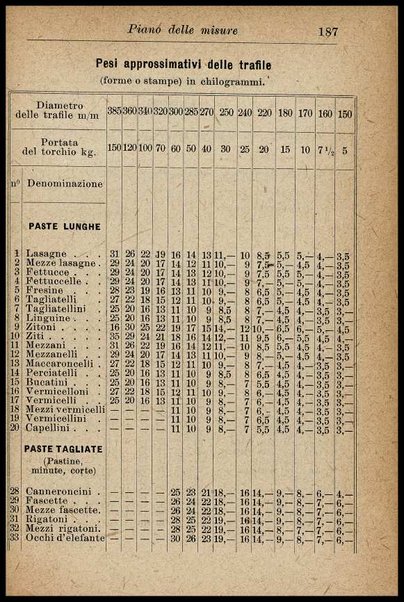 Piano delle misure 187
Pesi approssimativi delle trafile
(forme o stampe) in chilogrammi.
Diametro
delle trafile m/m 385 360 340 320 300 285 270 250 240 220 180 170 160 150
Portata
del torchio kg. 150 120 100 70 60 50 40 30 25 20 15 10 7 1/2 5
n° Denominazione
PASTE LUNGHE
1 Lasagne 31 26 22 19 16 14 13 11,— 10 8,5 5,5 5,— 4,— 3,5
2 Mezze lasagne. 29 24 20 17 14 12 11 10,— 9 7,5 5,— 4,5 4,— 3,5
3 Fettucce . . 29 24 20 17 14 13 12 10,— 9 7,5 5,5 5,— 4,— 3,5
4 Fettuccelle . . 29 24 20 17 14 13 11 10,— 9 7,— 5,— 4,5 4,— 3,5
5 Fresine . . 28 23 19 16 13 11 10 9,— 8 6,5 5,— 4,5 4,— 3,5
6 Tagliatelli . . 27 22 18 15 12 11 10 9,— 8 6,5 5,— 4,— 3,5 3,—
7 Tagliatellini . 25 20 16 13 11 10 9 8,5 8 7,— 4,5 4,— 3,5 3,—
8 Linguine . . 25 20 16 13 11 10 9 8,5 8 7,— 4,5 4,— 3,5 3,—
9 Zitoni . . . 16 30 25 22 19 17 15 14,— 12 10,— 6,5 6,— 5,— 4,5
10 Ziti . . . 35 29 24 21 18 16 14 12,— 11 9,5 6,— 5,5 4,5 4,—
11 Mezzani . . 31 26 22 19 16 14 12 11,— 10 8,5 5,5 4,5 4,— 3,5
12 Mezzanelli . . 29 24 20 17 14 13 11 10,— 9 8,— 5,— 4,5 4,— 3,5
13 Maccaroncelli . 27 22 18 15 12 11 10 9,— 8 7,— 4,5 4,— 3,5 3,—
14 Perciatelli . . 25 20 16 13 11 10 9 8,5 8 6,5 4,5 4,— 3,5 3,—
15 Bucatini . . 25 20 16 13 11 10 9 8,— 7 5,5 4,5 4,— 3,5 3,—
16 Vermicelloni . 27 22 18 15 12 11 10 9,— 8 6,5 4,5 4,— 3,5 3,—
17 Vermicelli . . 25 20 16 13 11 10 9 8,— 7 6,— 4,5 4,— 3,5 3,—
18 Mezzi vermicelli — — — — 11 10 9 8,— 7 6,— 4,5 4,— 3,5 3,—
19 Vermicellini . . — — — — 11 10 9 8,— 7 6,5 4,5 4,— 3,5 3,—
20 Capellini . . . — — — — 11 10 9 8,— 7 5,5 4,5 4,— 3,5 3,—
PASTE TAGLIATE
(Pastine,
minute, corte)
28 Canneroncini . — — — — 25 23 21 18,— 16 14,— 9,— 8,— 6,— 4,—
29 Fascette . . — — — — 26 24 22 18,— 16 14,— 9,— 8,— 7,— 6,—
30 Mezze fascette. — — — — 26 24 22 18,— 16 14,— 9,— 8,— 7,— 6,—
31 Rigatoni . . — — — — 28 25 22 19,— 16 14,— 9,— 8,— 7,— 6,—
32 Mezzi rigatoni. — — — — 28 25 22 19,— 16 14,— 9,— 8,— 7,— 6,—
33 Occhi d'elefante — — — — 30 26 23 19,— 16 14,— 9,— 8,— 7,— 6,—